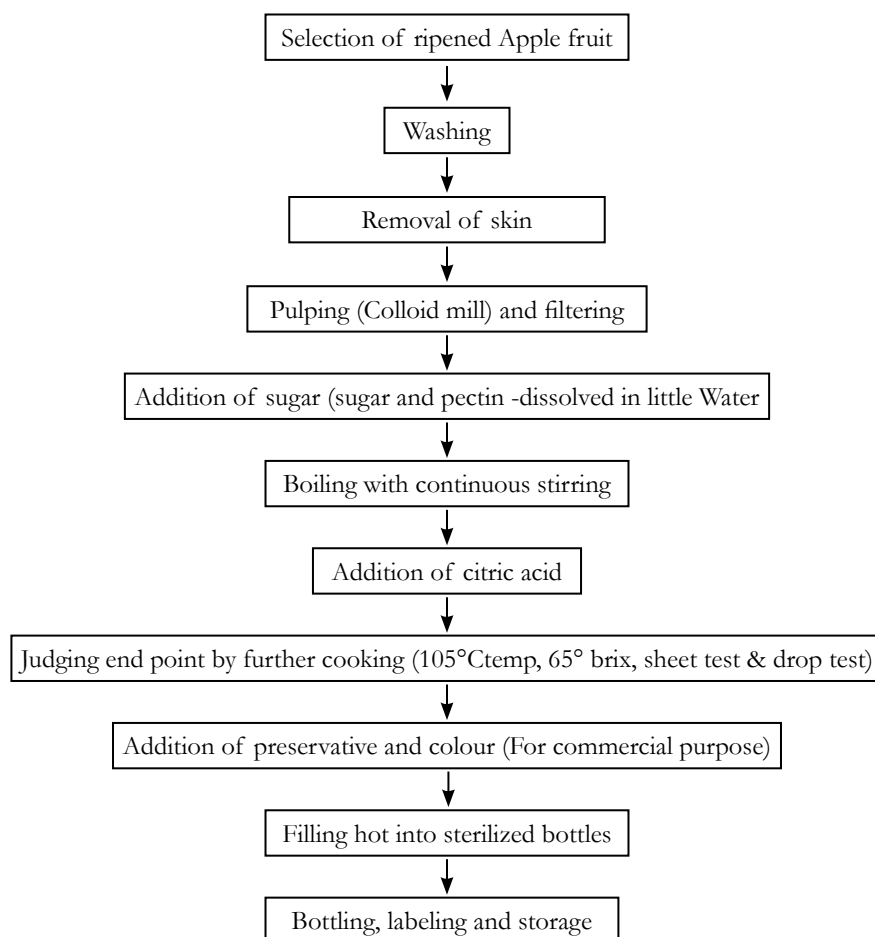 Selection of ripened Apple fruit
Washing
Removal of skin
Pulping (Colloid mill) and filtering
Addition of sugar (sugar and pectin -dissolved in little Water
Boiling with continuous stirring
Addition of citric acid
Judging end point by further cooking (105°Ctemp, 65° brix, sheet test & drop test)
Addition of preservative and colour (For commercial purpose)
Filling hot into sterilized bottles
Bottling, labeling and storage